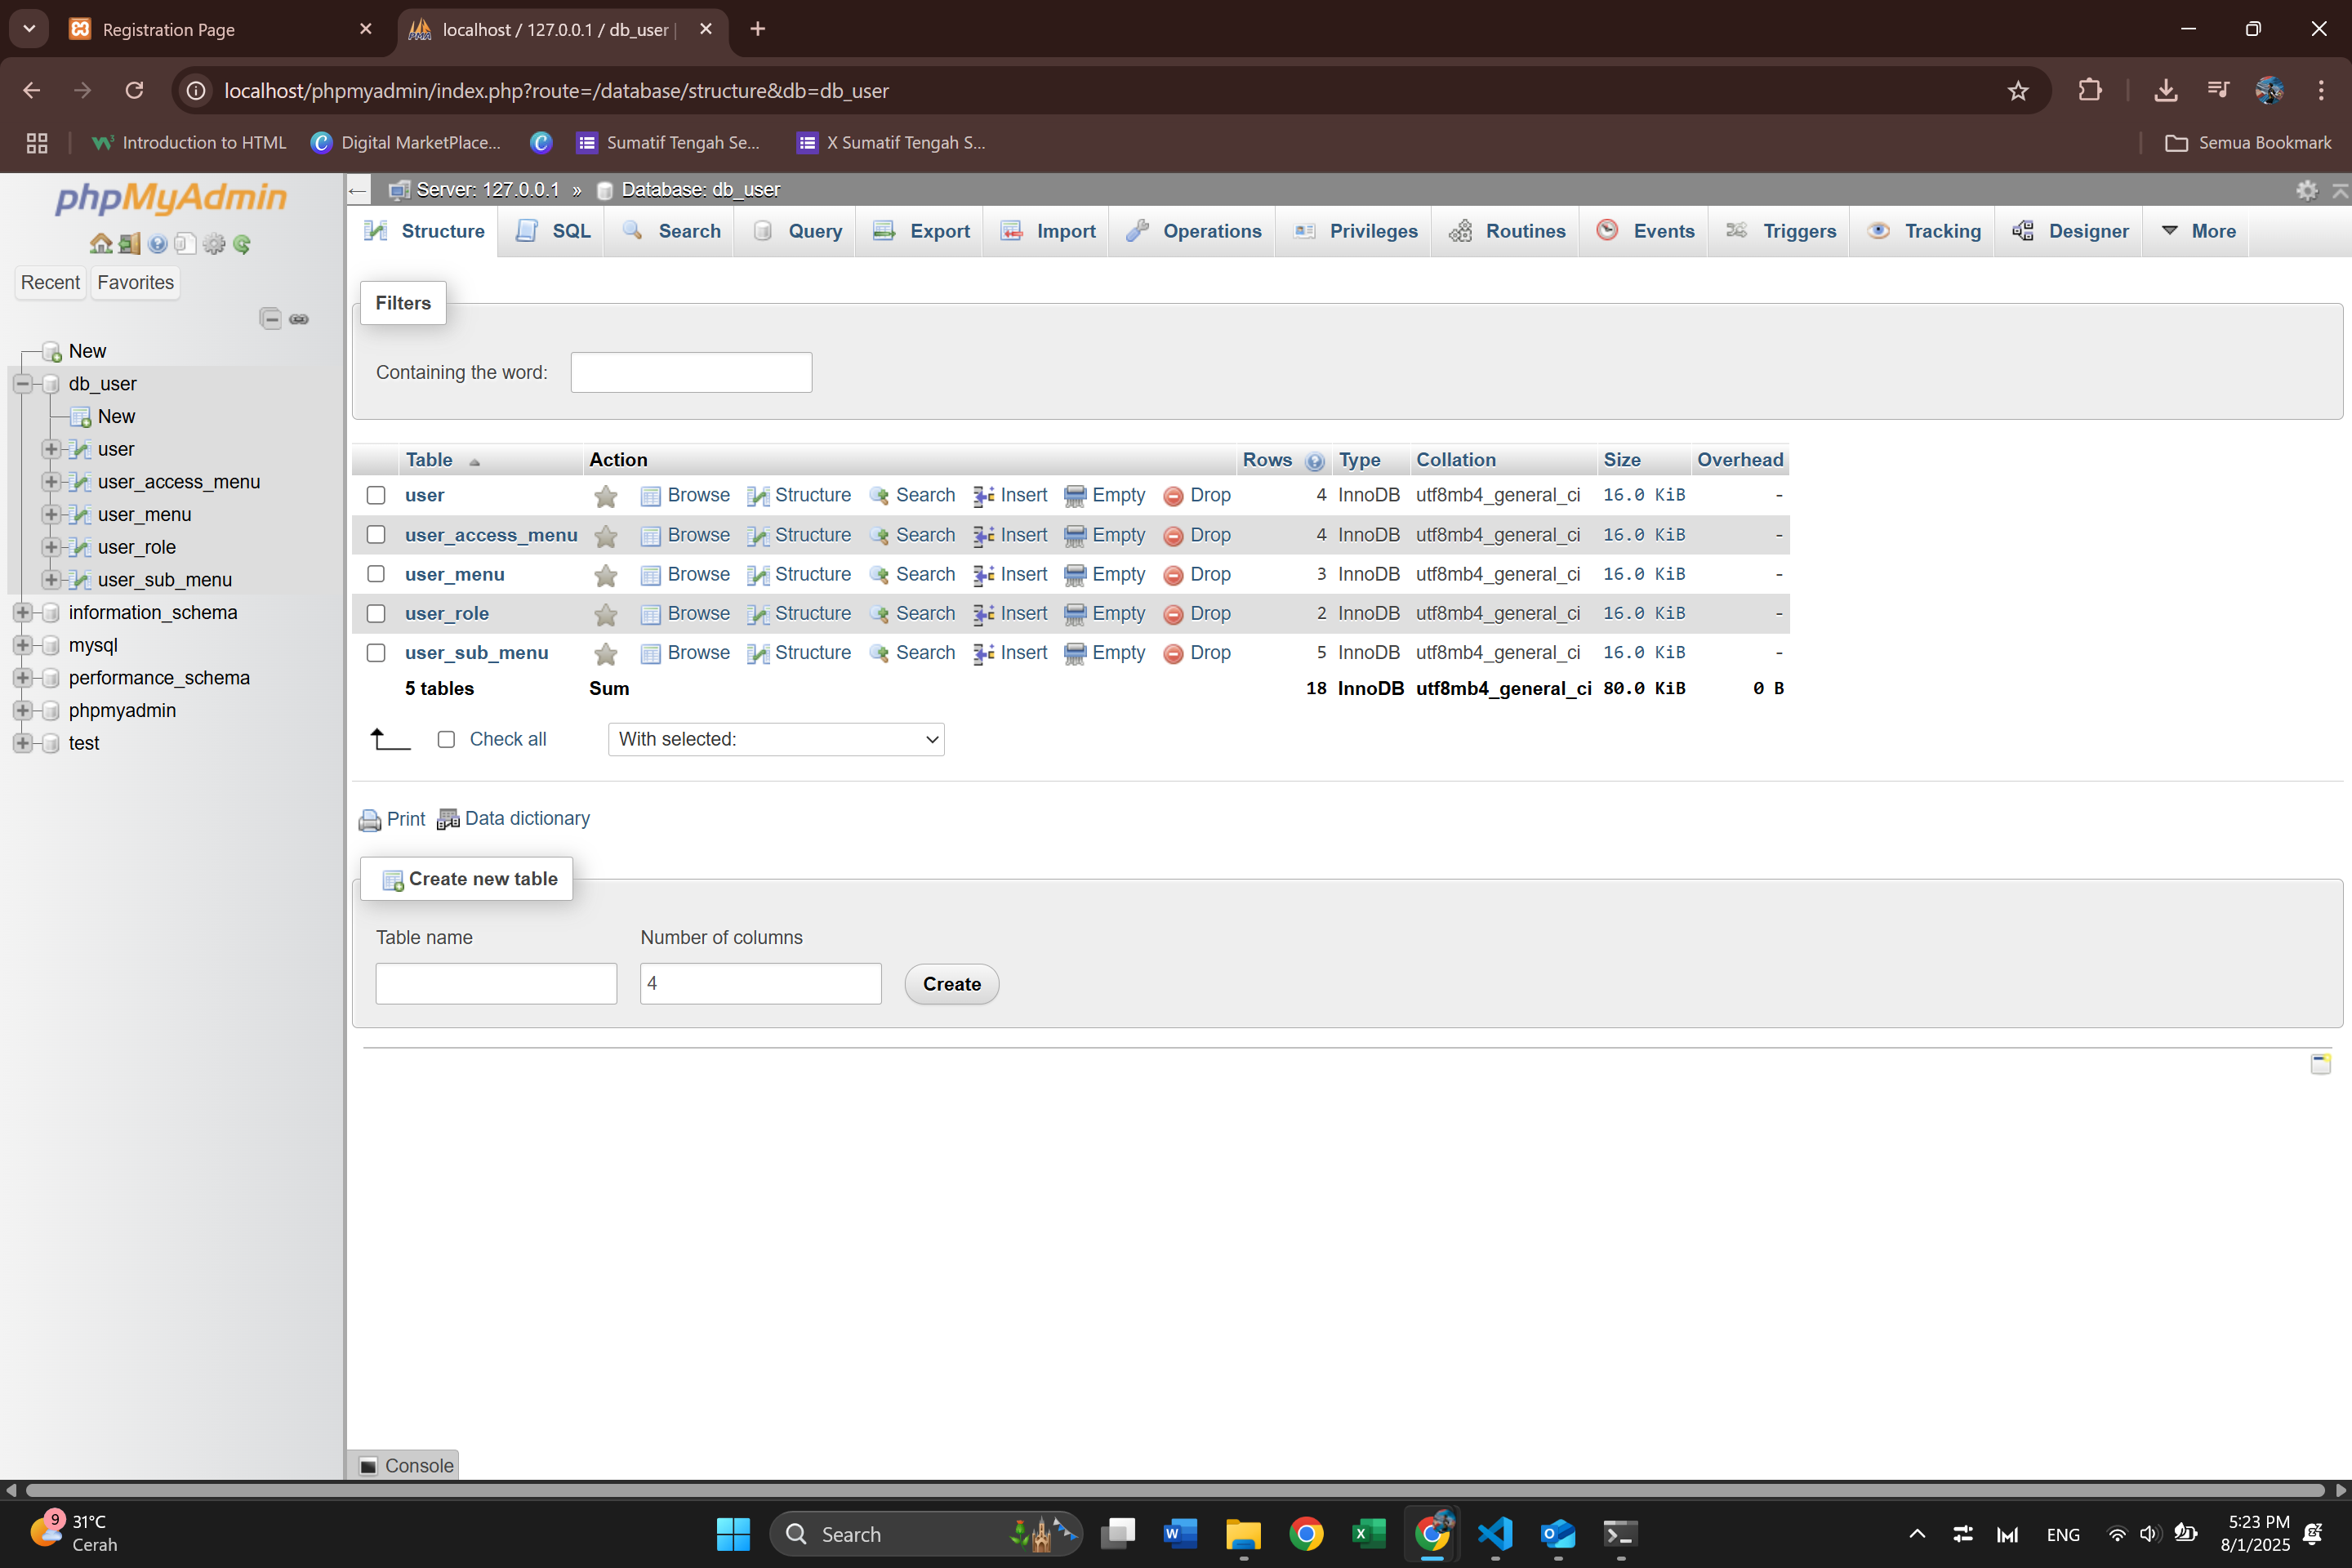 Registration Page
localhost / 127.0.0.1 / db_user |
localhost/phpmyadmin/index.php?route=/database/structure&db=db_user
Introduction to HTML
Digital MarketPlace...
Sumatif Tengah Se...
X Sumatif Tengah S...
Semua Bookmark
phpMyAdmin
Recent Favorites
New
db_user
New
user
user_access_menu
user_menu
user_role
user_sub_menu
information_schema
mysql
performance_schema
phpmyadmin
test
Server: 127.0.0.1 » Database: db_user
Structure SQL Search Query Export Import Operations Privileges Routines Events Triggers Tracking Designer More
Filters
Containing the word:
Table Action Rows Type Collation Size Overhead
user Browse Structure Search Insert Empty Drop 4 InnoDB utf8mb4_general_ci 16.0 KiB -
user_access_menu Browse Structure Search Insert Empty Drop 4 InnoDB utf8mb4_general_ci 16.0 KiB -
user_menu Browse Structure Search Insert Empty Drop 3 InnoDB utf8mb4_general_ci 16.0 KiB -
user_role Browse Structure Search Insert Empty Drop 2 InnoDB utf8mb4_general_ci 16.0 KiB -
user_sub_menu Browse Structure Search Insert Empty Drop 5 InnoDB utf8mb4_general_ci 16.0 KiB -
5 tables Sum 18 InnoDB utf8mb4_general_ci 80.0 KiB 0 B
Check all With selected:
Print Data dictionary
Create new table
Table name Number of columns
4 Create
Console
9 31°C
Cerah
Search
ENG
5:23 PM
8/1/2025